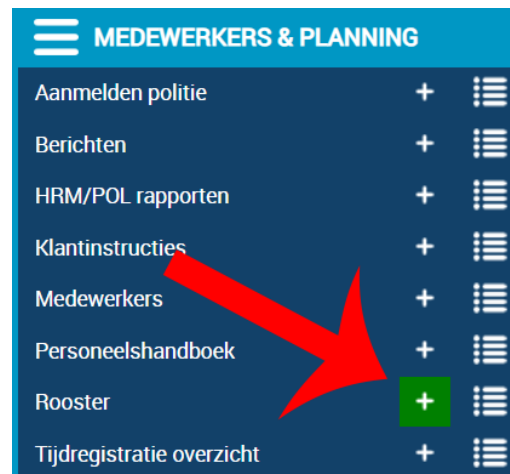 MEDEWERKERS & PLANNING
Aanmelden politie
Berichten
HRM/POL rapporten
Klantinstructies
Medewerkers
Personeelshandboek
Rooster
Tijdregistratie overzicht